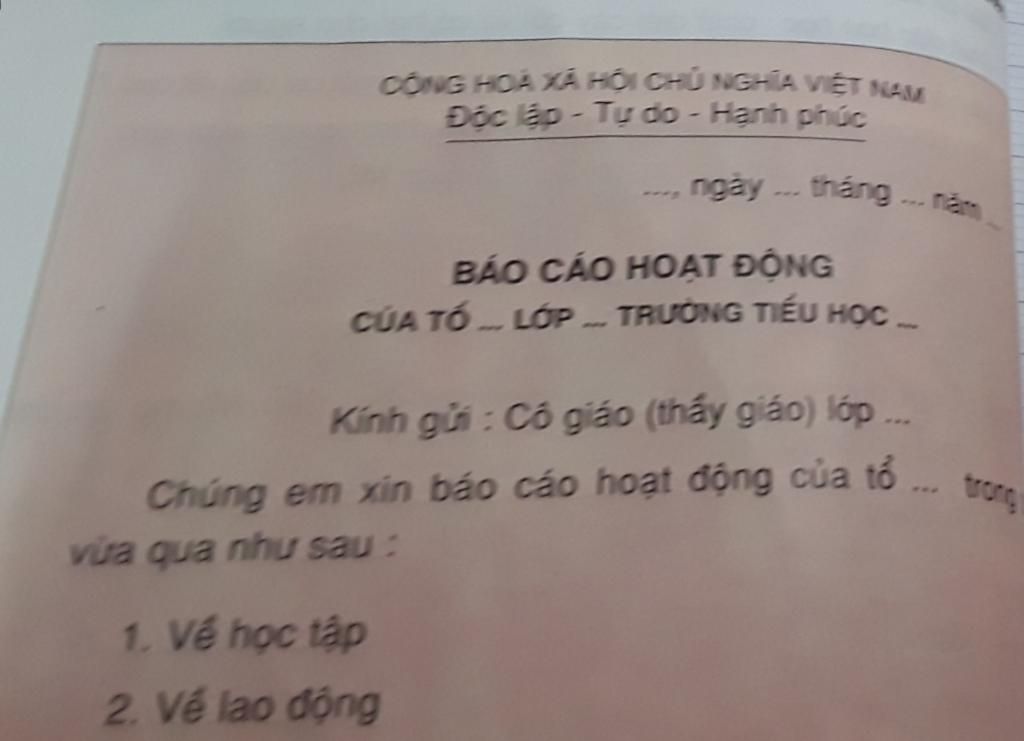 CỘNG HOÀ XÃ HỘI CHỦ NGHĨA VIỆT NAM
Độc lập - Tự do - Hạnh phúc
..., ngày ... tháng ... năm ...
BÁO CÁO HOẠT ĐỘNG
CỦA TỔ ... LỚP ... TRƯỜNG TIỂU HỌC ...
Kính gửi : Cô giáo (thầy giáo) lớp ...
Chúng em xin báo cáo hoạt động của tổ ... trong
vừa qua như sau :
1. Về học tập
2. Về lao động